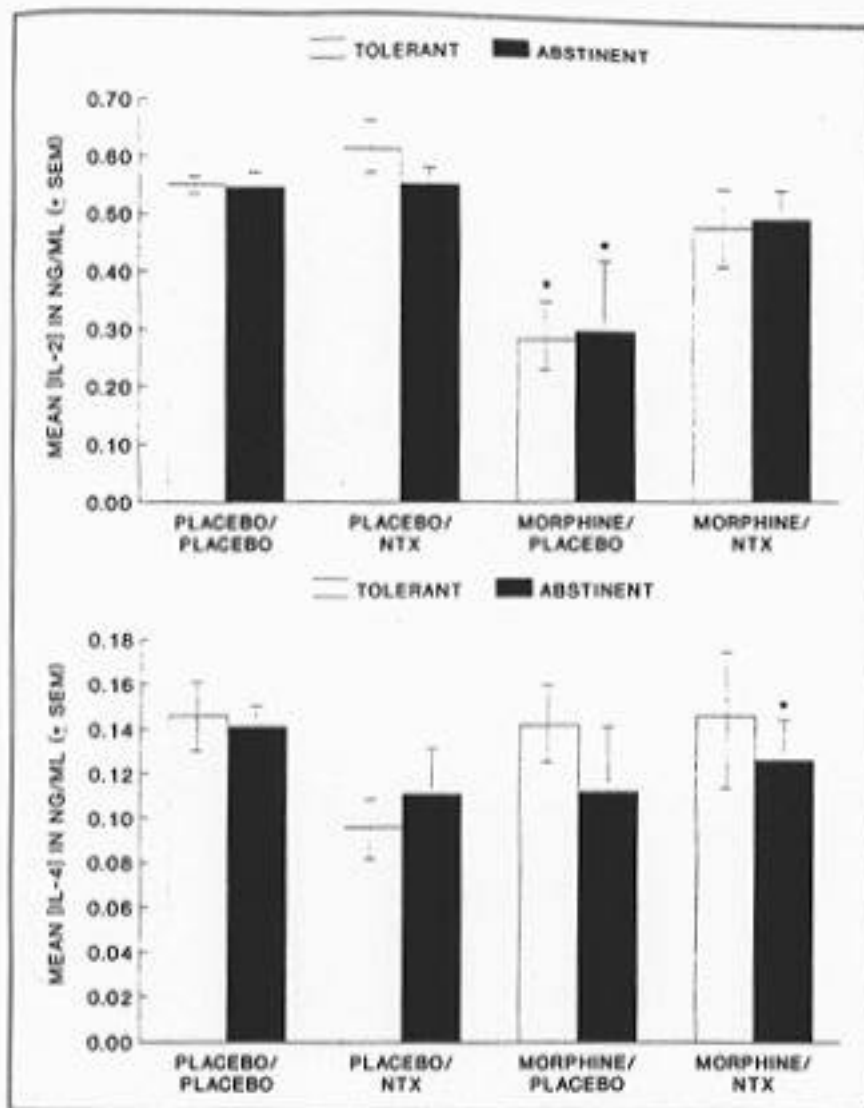 TOLERANT ABSTINENT
MEAN [IL-2] IN NG/ML (± SEM)
0.70
0.60
0.50
0.40
0.30
0.20
0.10
0.00
* *
PLACEBO/ PLACEBO/ MORPHINE/ MORPHINE/
PLACEBO NTX PLACEBO NTX
TOLERANT ABSTINENT
MEAN [IL-4] IN NG/ML (± SEM)
0.18
0.16
0.14
0.12
0.10
0.08
0.06
0.04
0.02
0.00
*
PLACEBO/ PLACEBO/ MORPHINE/ MORPHINE/
PLACEBO NTX PLACEBO NTX